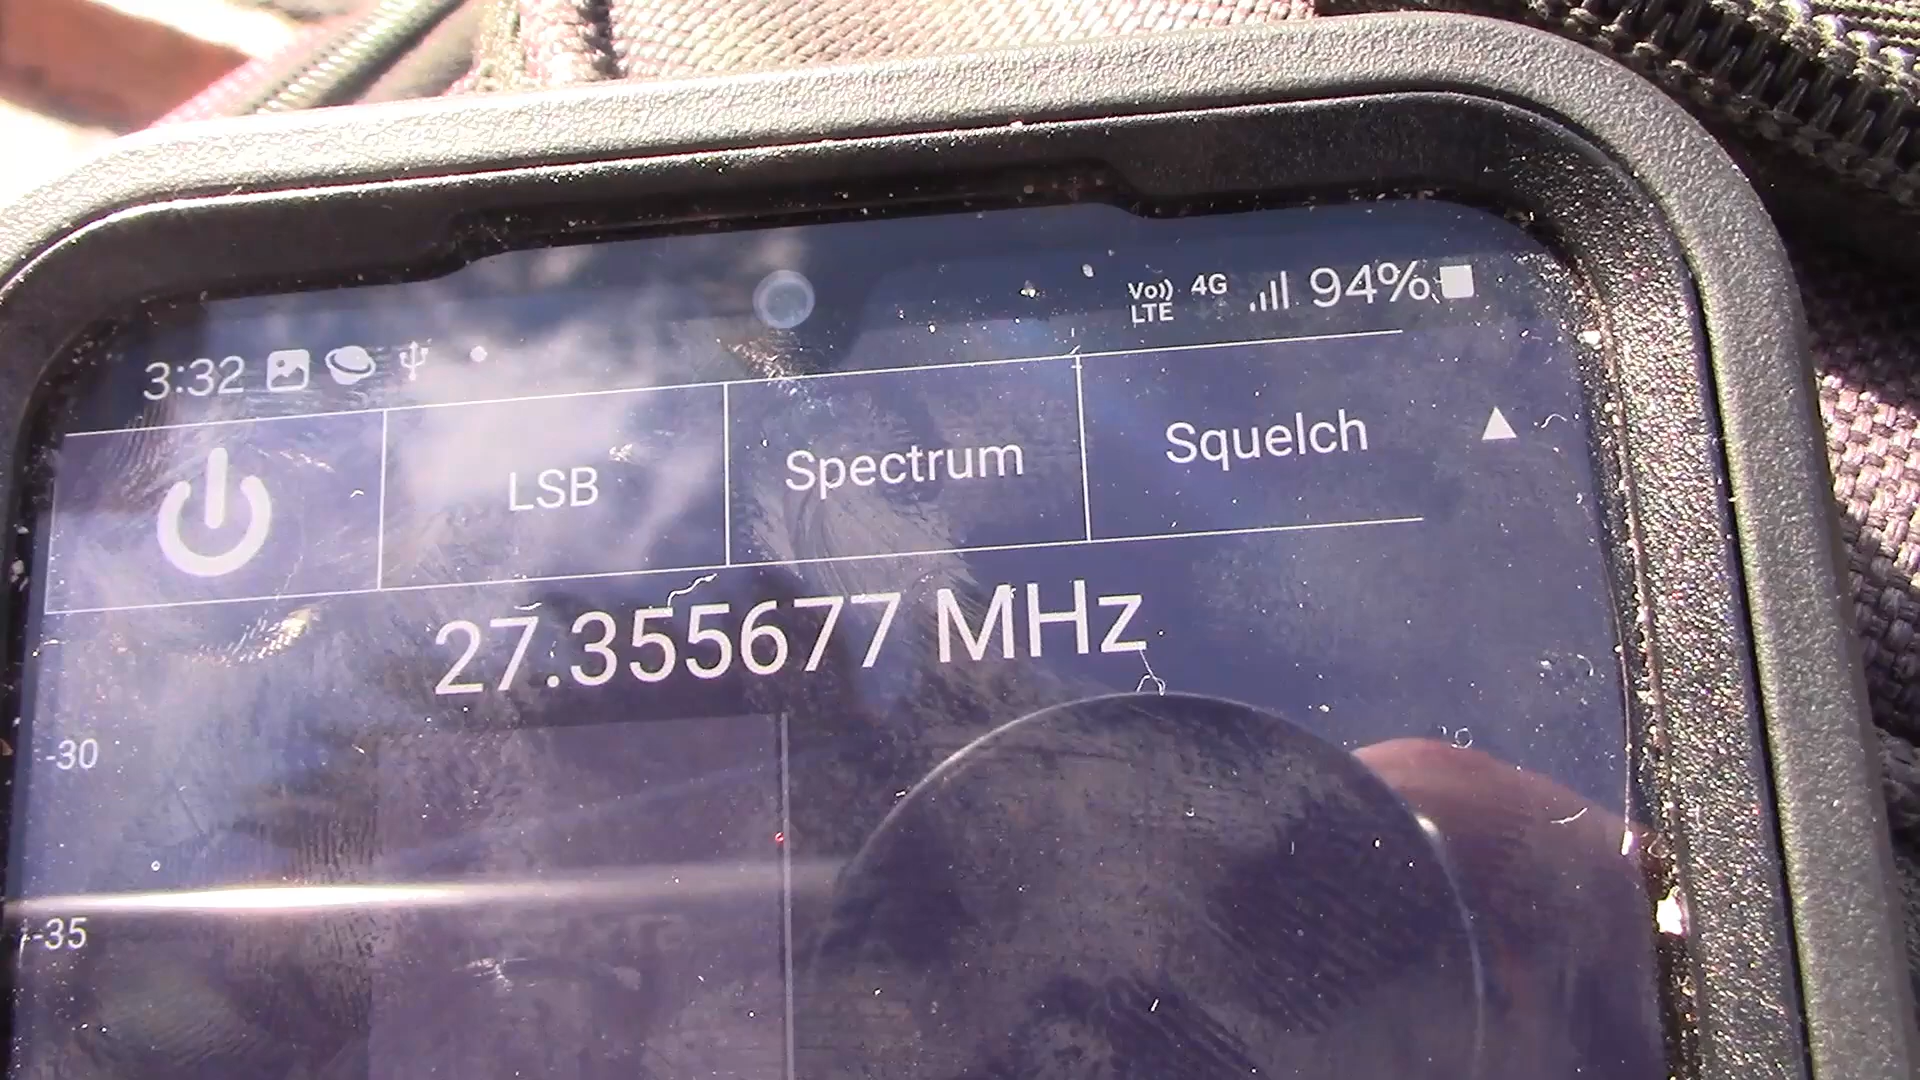 3:32
Vo)) LTE 4G 94%
LSB Spectrum Squelch
27.355677 MHz
-30
-35